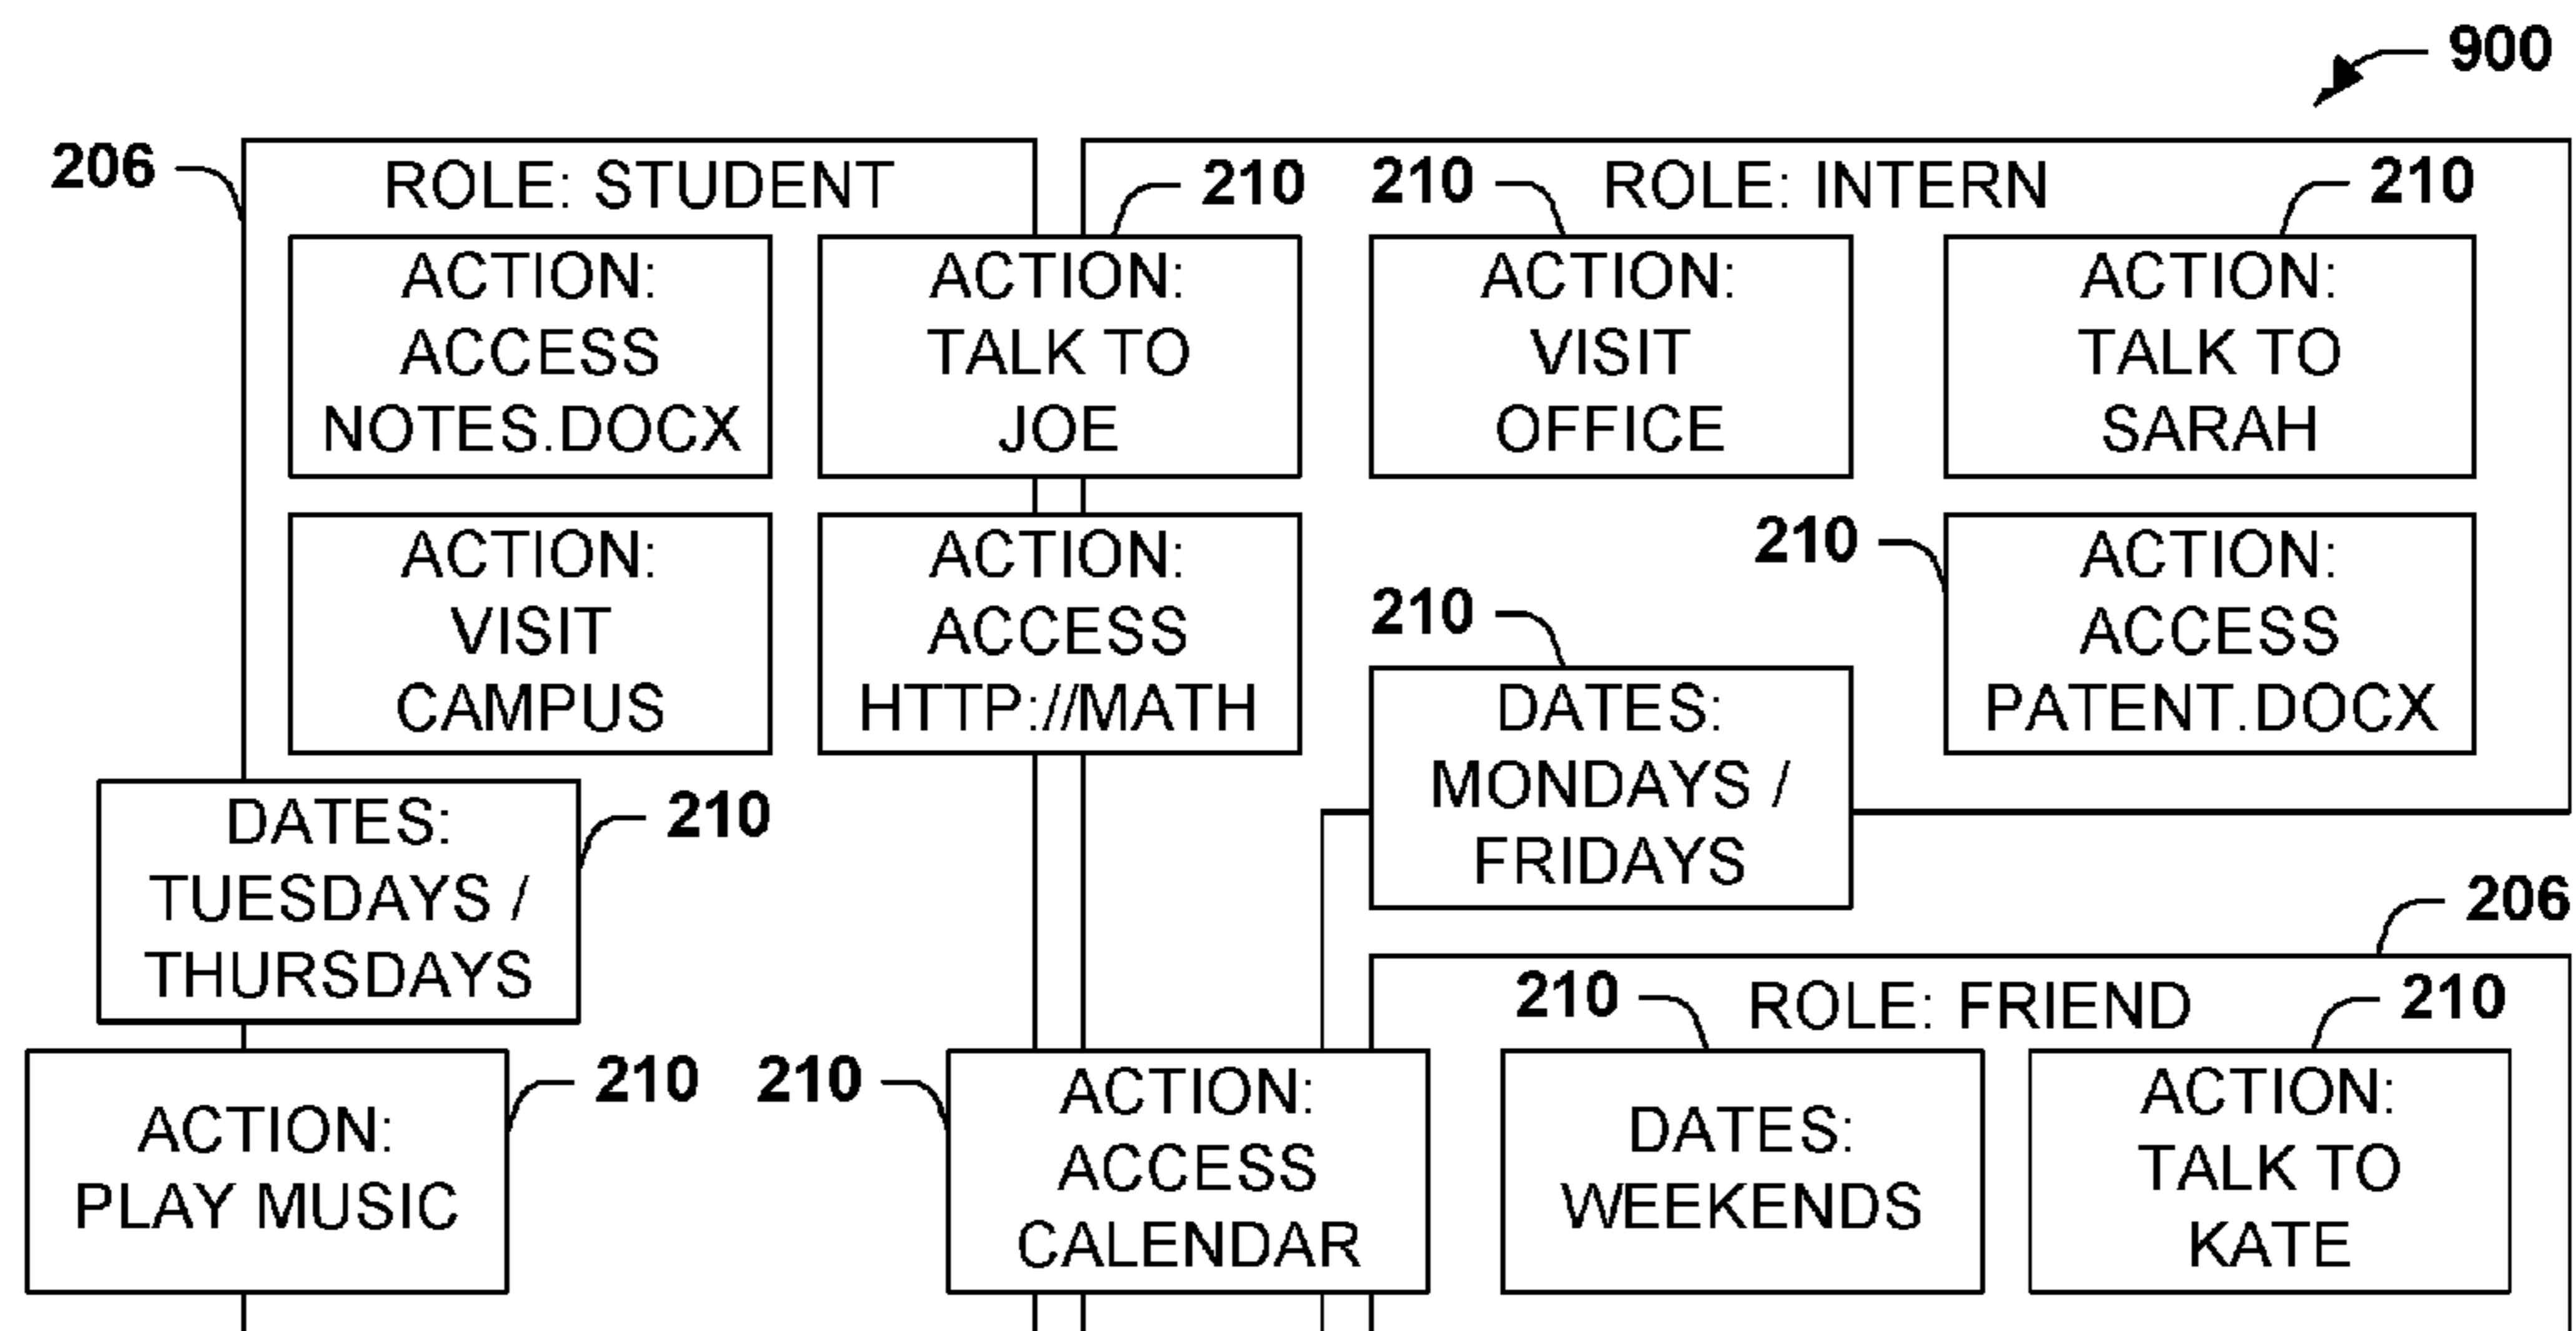 900
206
ROLE: STUDENT
210
210
ROLE: INTERN
210
ACTION:
ACCESS
NOTES.DOCX
ACTION:
TALK TO
JOE
ACTION:
VISIT
OFFICE
ACTION:
TALK TO
SARAH
ACTION:
VISIT
CAMPUS
ACTION:
ACCESS
HTTP://MATH
210
DATES:
MONDAYS /
FRIDAYS
210
ACTION:
ACCESS
PATENT.DOCX
DATES:
TUESDAYS /
THURSDAYS
210
206
210
ROLE: FRIEND
210
ACTION:
PLAY MUSIC
210
210
ACTION:
ACCESS
CALENDAR
DATES:
WEEKENDS
ACTION:
TALK TO
KATE